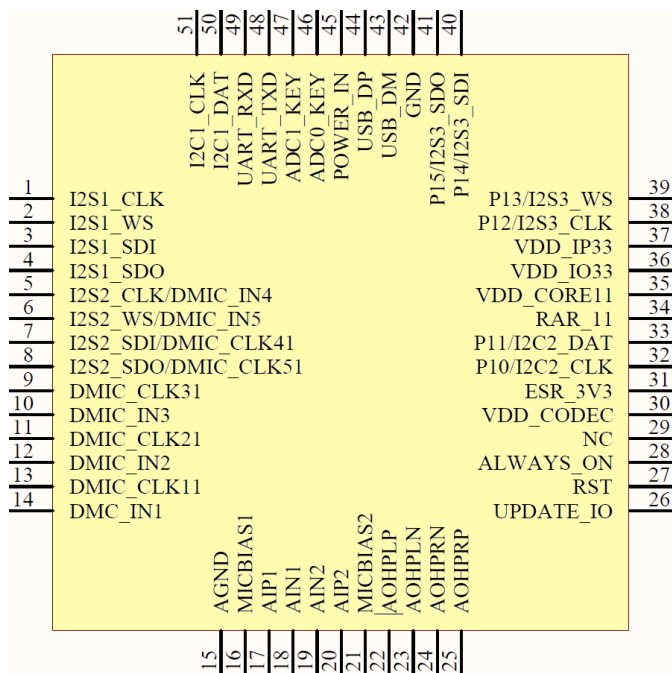 51 50 49 48 47 46 45 44 43 42 41 40
I2C1_CLK
I2C1_DAT
UART_RXD
UART_TXD
ADC1_KEY
ADC0_KEY
POWER_IN
USB_DP
USB_DM
GND
P15/I2S3_SDO
P14/I2S3_SDI
1 I2S1_CLK
2 I2S1_WS
3 I2S1_SDI
4 I2S1_SDO
5 I2S2_CLK/DMIC_IN4
6 I2S2_WS/DMIC_IN5
7 I2S2_SDI/DMIC_CLK41
8 I2S2_SDO/DMIC_CLK51
9 DMIC_CLK31
10 DMIC_IN3
11 DMIC_CLK21
12 DMIC_IN2
13 DMIC_CLK11
14 DMC_IN1
P13/I2S3_WS 39
P12/I2S3_CLK 38
VDD_IP33 37
VDD_IO33 36
VDD_CORE11 35
RAR_11 34
P11/I2C2_DAT 33
P10/I2C2_CLK 32
ESR_3V3 31
VDD_CODEC 30
NC 29
ALWAYS_ON 28
RST 27
UPDATE_IO 26
AGND
MICBIAS1
AIP1
AIN1
AIN2
AIP2
MICBIAS2
AOHPLP
AOHPLN
AOHPRN
AOHPRP
15 16 17 18 19 20 21 22 23 24 25